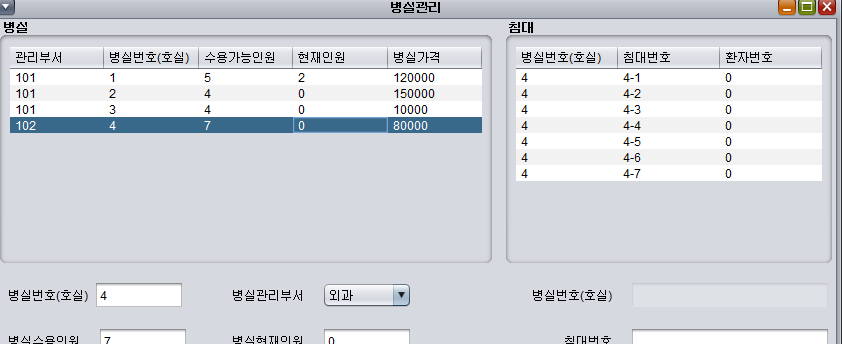 병실관리
병실 침대
관리부서 병실번호(호실) 수용가능인원 현재인원 병실가격 병실번호(호실) 침대번호 환자번호
101 1 5 2 120000 4 4-1 0
101 2 4 0 150000 4 4-2 0
101 3 4 0 10000 4 4-3 0
102 4 7 0 80000 4 4-4 0
4 4-5 0
4 4-6 0
4 4-7 0
병실번호(호실) 4 병실관리부서 외과 병실번호(호실)
병실수용인원 7 병실현재인원 0 침대번호